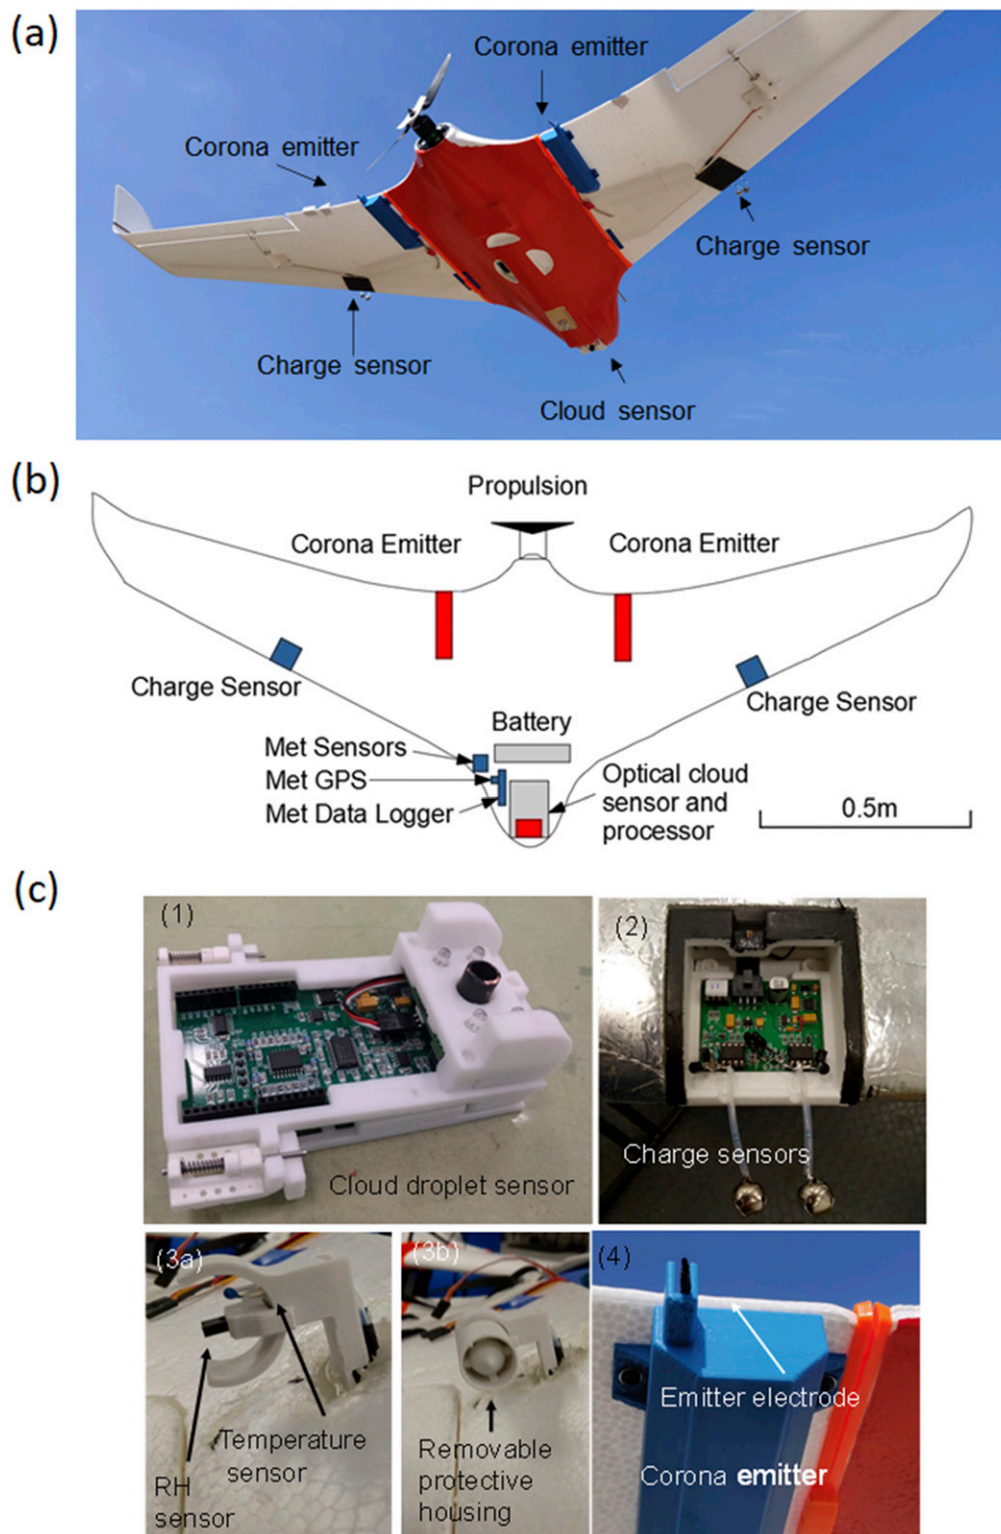 (a)
Corona emitter
Corona emitter
Charge sensor
Charge sensor
Cloud sensor
(b)
Propulsion
Corona Emitter
Corona Emitter
Charge Sensor
Charge Sensor
Battery
Met Sensors
Met GPS
Met Data Logger
Optical cloud
sensor and
processor
0.5m
(c)
(1)
Cloud droplet sensor
(2)
Charge sensors
(3a)
Temperature
sensor
RH
sensor
(3b)
Removable
protective
housing
(4)
Emitter electrode
Corona emitter